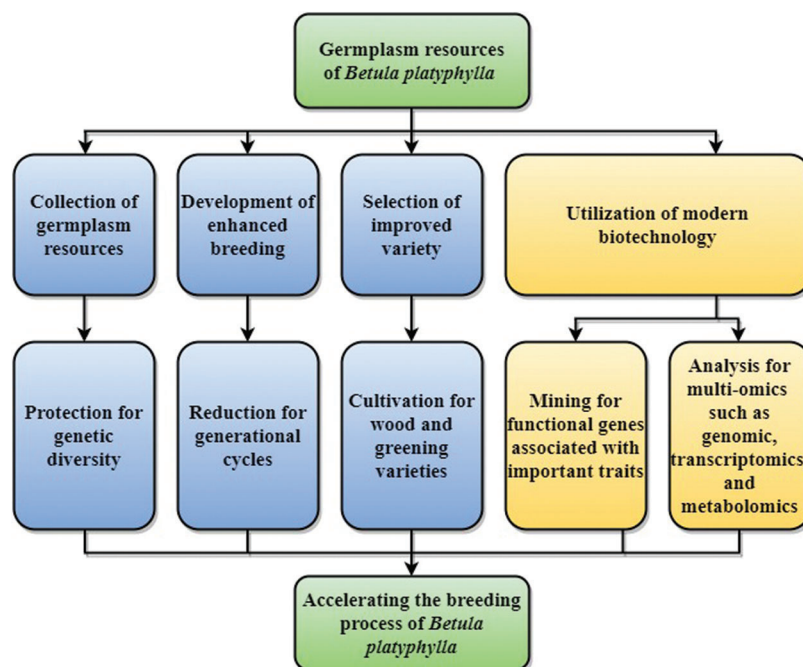 Germplasm resources
of Betula platyphylla
Collection of
germplasm
resources
Development of
enhanced
breeding
Selection of
improved
variety
Utilization of modern
biotechnology
Protection for
genetic
diversity
Reduction for
generational
cycles
Cultivation for
wood and
greening
varieties
Mining for
functional genes
associated with
important traits
Analysis for
multi-omics
such as
genomic,
transcriptomics
and
metabolomics
Accelerating the breeding
process of Betula
platyphylla